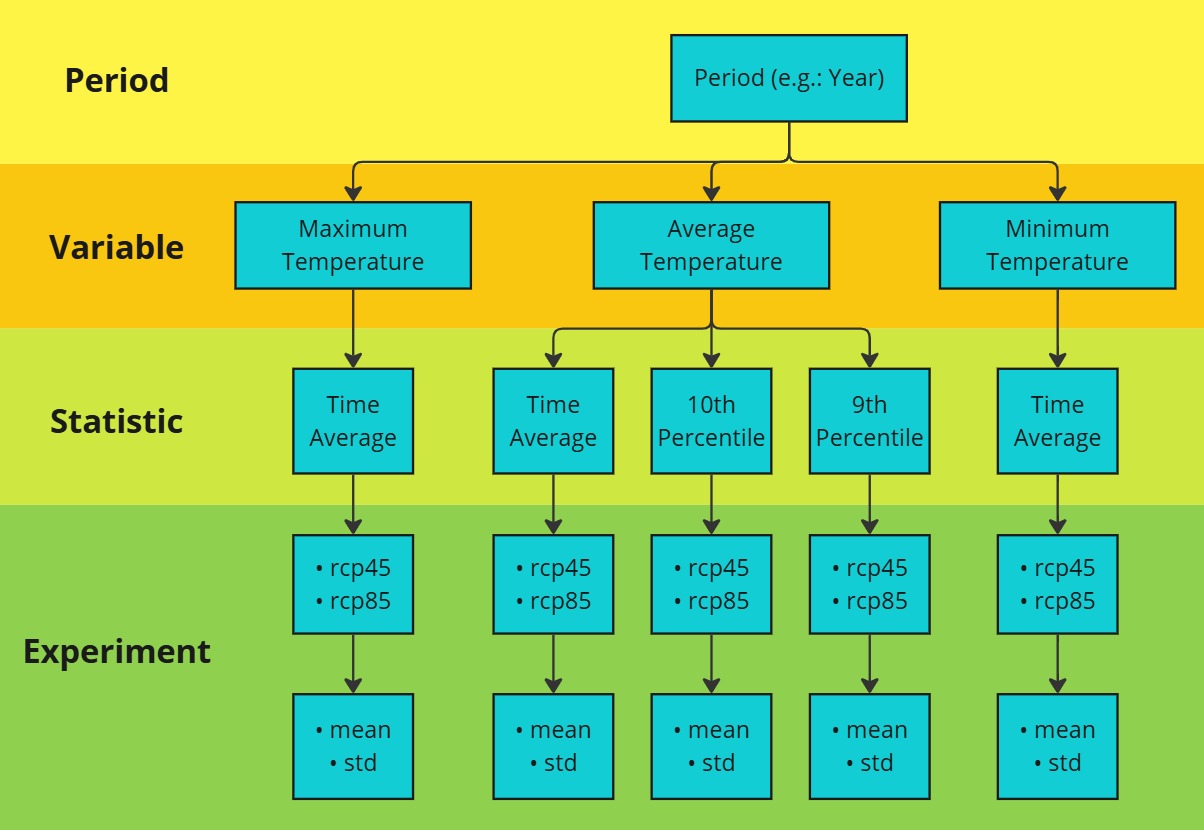 Period
Period (e.g.: Year)
Variable
Maximum
Temperature
Average
Temperature
Minimum
Temperature
Statistic
Time
Average
Time
Average
10th
Percentile
9th
Percentile
Time
Average
Experiment
• rcp45
• rcp85
• rcp45
• rcp85
• rcp45
• rcp85
• rcp45
• rcp85
• rcp45
• rcp85
• mean
• std
• mean
• std
• mean
• std
• mean
• std
• mean
• std